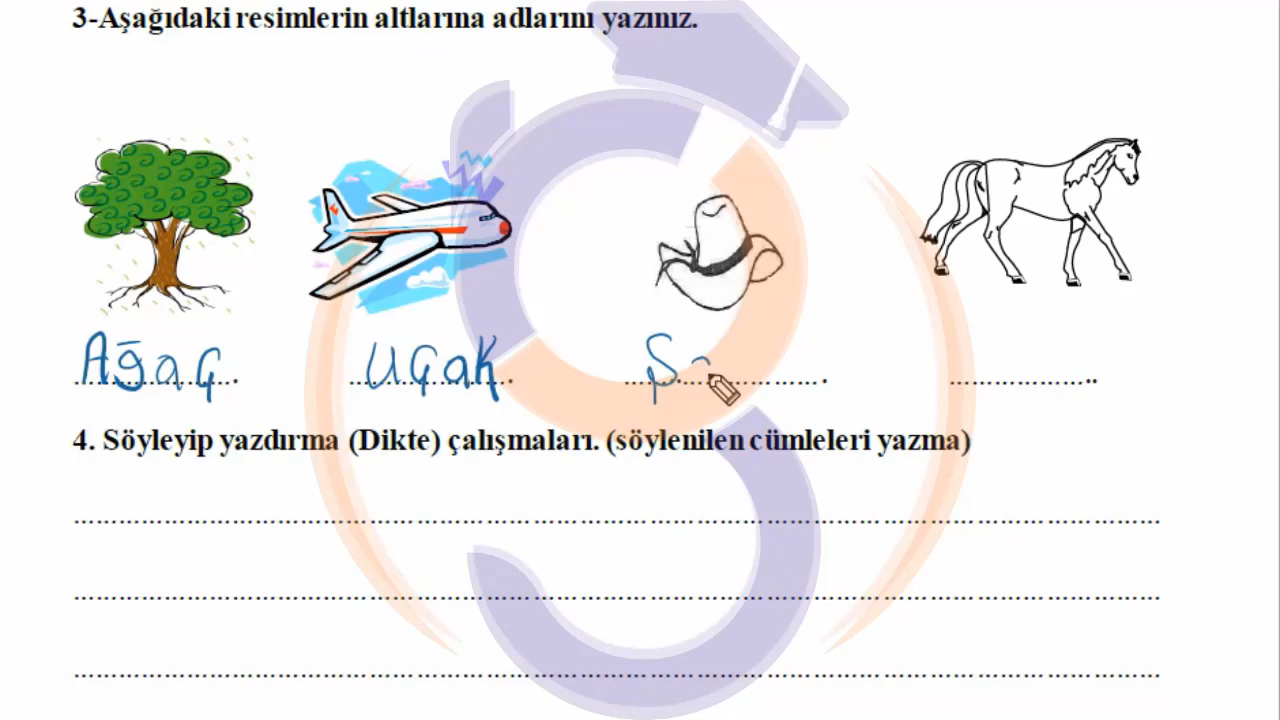 3-Aşağıdaki resimlerin altlarına adlarını yazınız.
Ağaç Uçak Ş
4. Söyleyip yazdırma (Dikte) çalışmaları. (söylenilen cümleleri yazma)